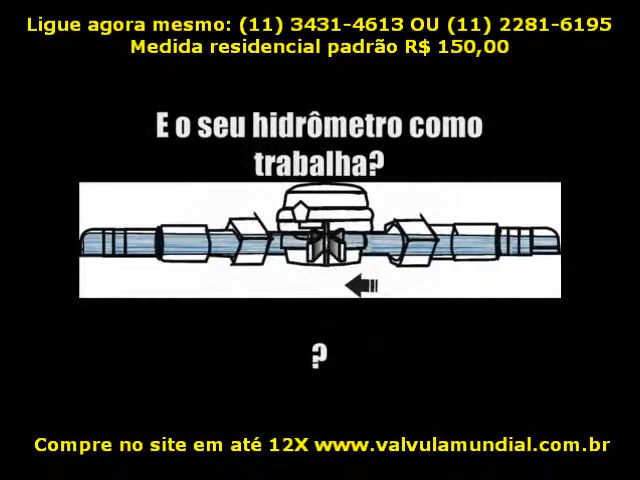 Ligue agora mesmo: (11) 3431-4613 OU (11) 2281-6195
Medida residencial padrão R$ 150,00
E o seu hidrômetro como
trabalha?
?
Compre no site em até 12X www.valvulamundial.com.br